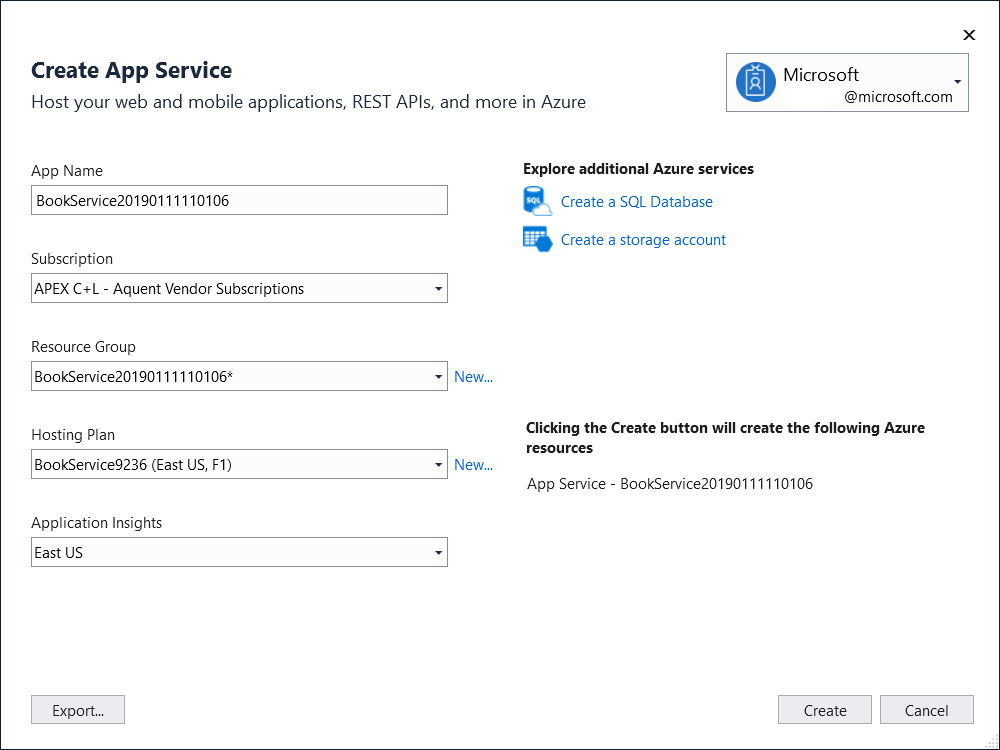 Create App Service
Host your web and mobile applications, REST APIs, and more in Azure
Microsoft
@microsoft.com
App Name
BookService20190111110106
Subscription
APEX C+L - Aquent Vendor Subscriptions
Resource Group
BookService20190111110106*
New...
Hosting Plan
BookService9236 (East US, F1)
New...
Application Insights
East US
Explore additional Azure services
SQL
Create a SQL Database
Create a storage account
Clicking the Create button will create the following Azure
resources
App Service - BookService20190111110106
Export...
Create
Cancel